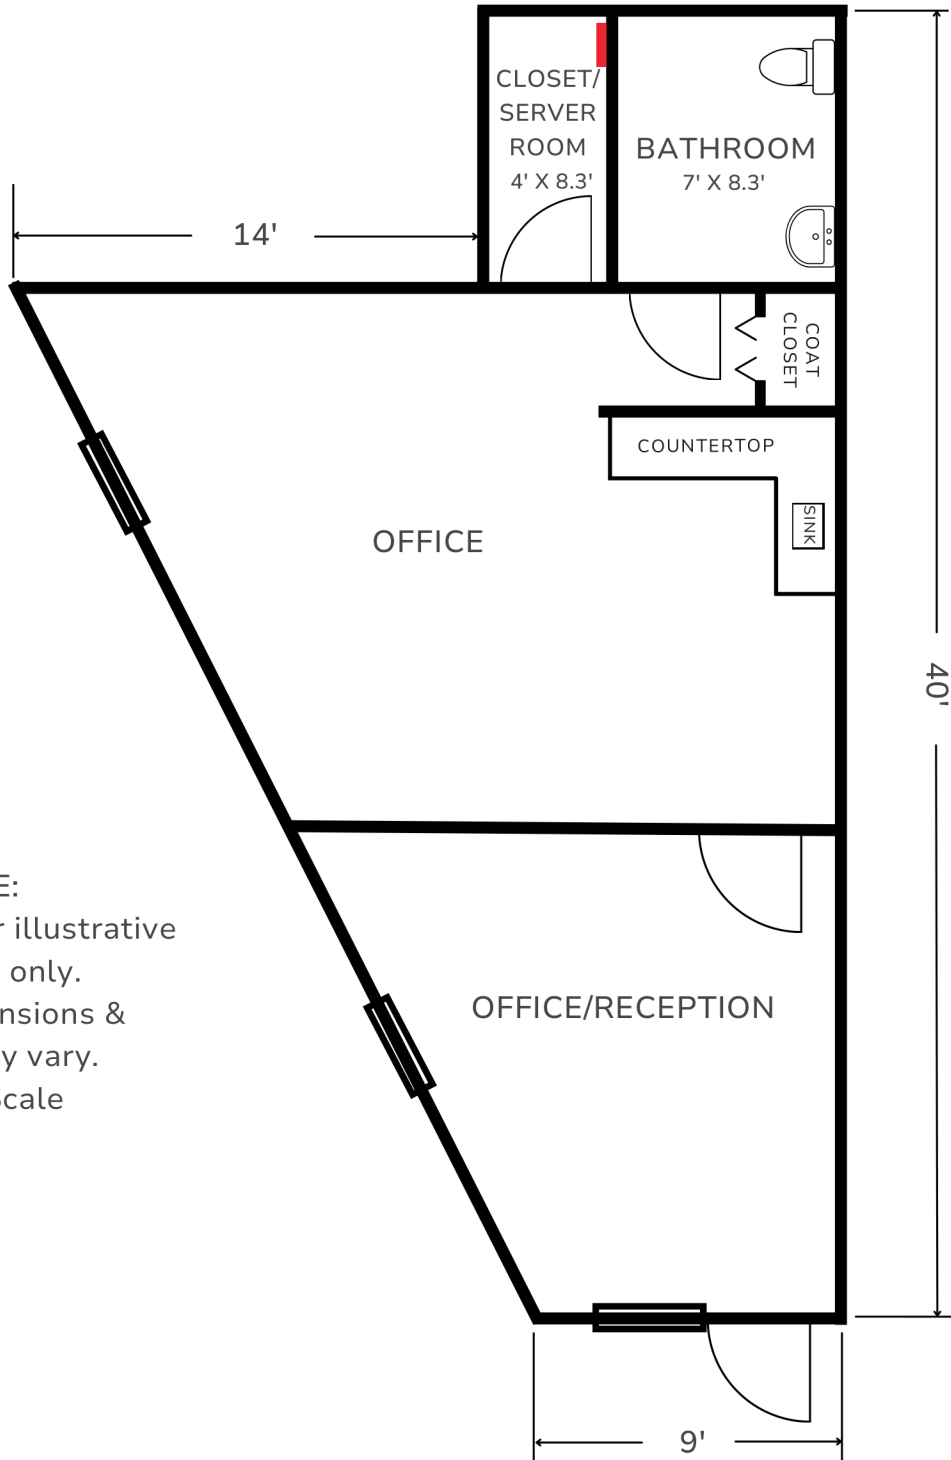 CLOSET/
SERVER
ROOM
4' X 8.3'
BATHROOM
7' X 8.3'
14'
COAT
CLOSET
COUNTERTOP
SINK
OFFICE
40'
E:
r illustrative
only.
nsions &
y vary.
Scale
OFFICE/RECEPTION
9'